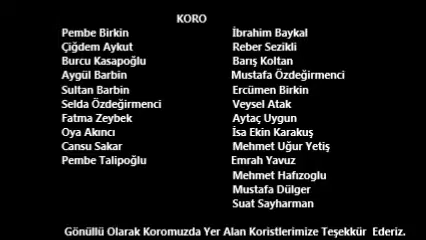 KORO
Pembe Birkin
Çiğdem Aykut
Burcu Kasapoğlu
Aygül Barbin
Sultan Barbin
Selda Özdeğirmenci
Fatma Zeybek
Oya Akıncı
Cansu Sakar
Pembe Talipoğlu
İbrahim Baykal
Reber Sezikli
Barış Koltan
Mustafa Özdeğirmenci
Ercümen Birkin
Veysel Atak
Aytaç Uygun
İsa Ekin Karakuş
Mehmet Uğur Yetiş
Emrah Yavuz
Mehmet Hafızoglu
Mustafa Dülger
Suat Sayharman
Gönüllü Olarak Koromuzda Yer Alan Koristlerimize Teşekkür Ederiz.